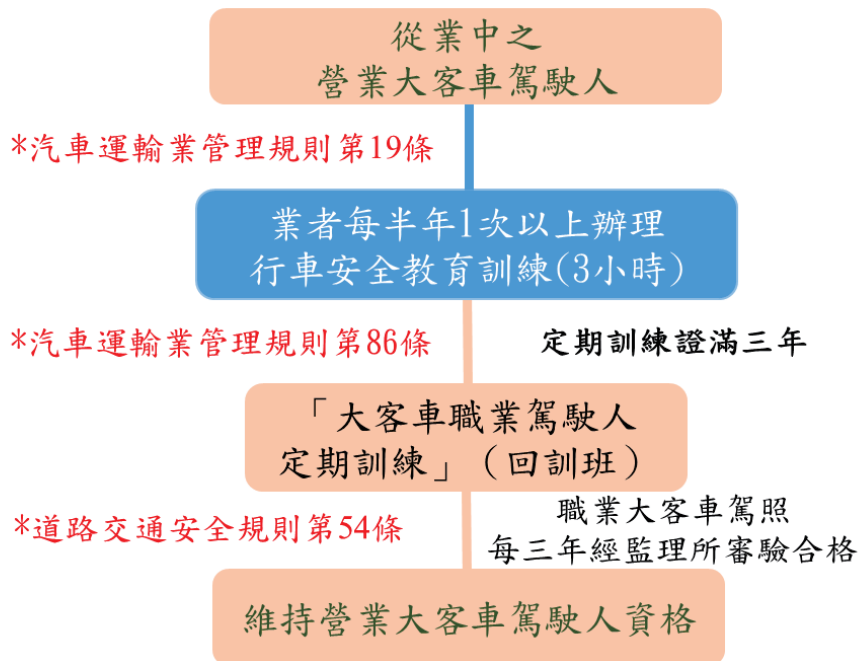 從業中之
營業大客車駕駛人
*汽車運輸業管理規則第19條
業者每半年1次以上辦理
行車安全教育訓練(3小時)
*汽車運輸業管理規則第86條
定期訓練證滿三年
「大客車職業駕駛人
定期訓練」（回訓班）
*道路交通安全規則第54條
職業大客車駕照
每三年經監理所審驗合格
維持營業大客車駕駛人資格